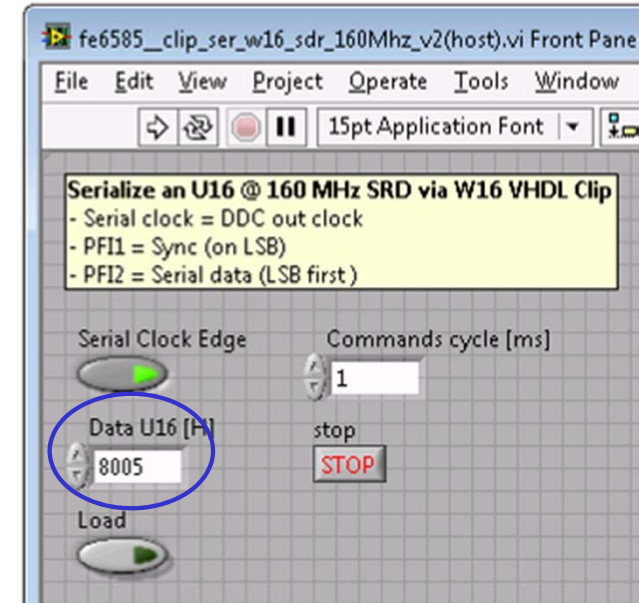 fe6585__clip_ser_w16_sdr_160Mhz_v2(host).vi Front Pane
File Edit View Project Operate Tools Window
15pt Application Font
Serialize an U16 @ 160 MHz SRD via W16 VHDL Clip
- Serial clock = DDC out clock
- PFI1 = Sync (on LSB)
- PFI2 = Serial data (LSB first )
Serial Clock Edge Commands cycle [ms]
1
Data U16 [H] stop
8005 STOP
Load